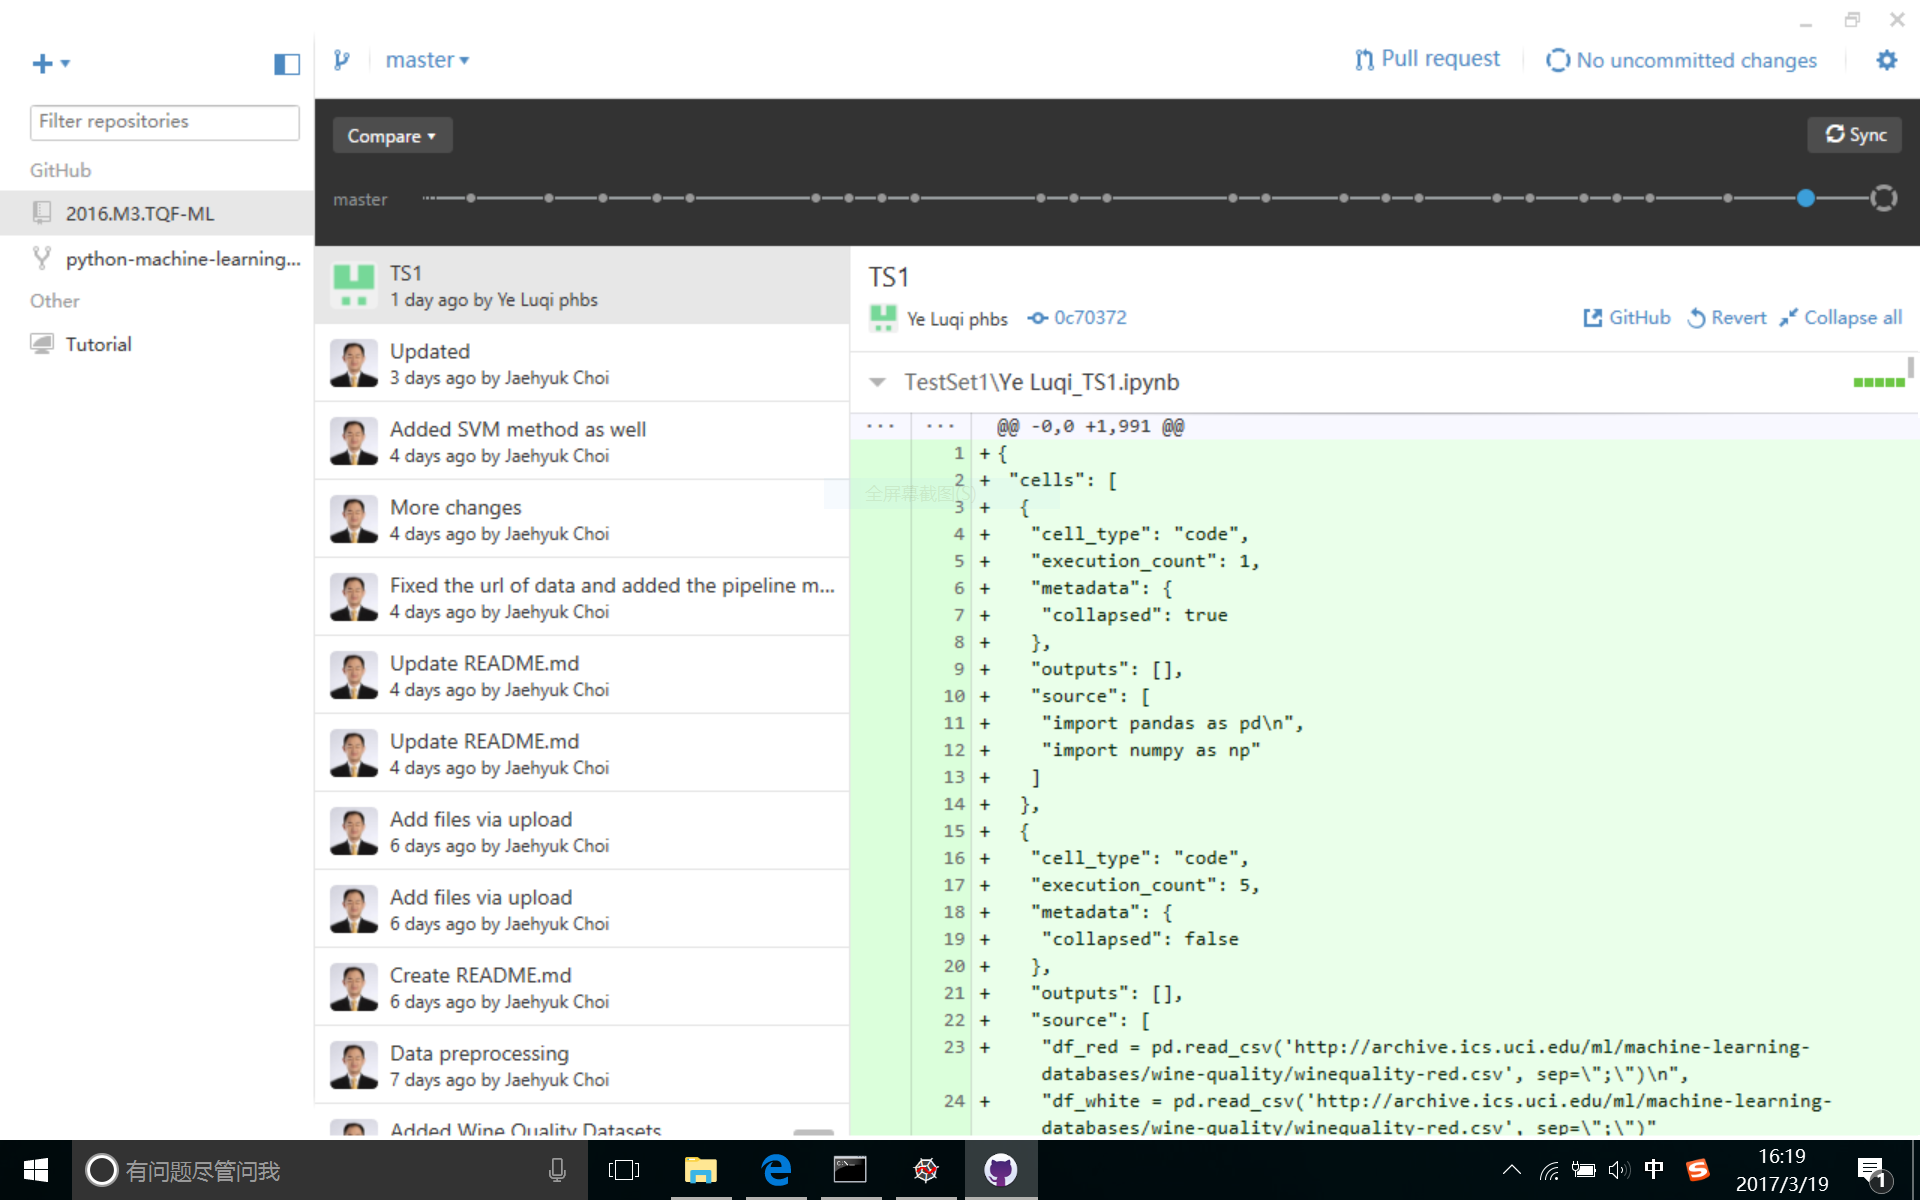 master
Pull request
No uncommitted changes
Filter repositories
GitHub
2016.M3.TQF-ML
python-machine-learning...
Other
Tutorial
Compare
Sync
master
TS1
1 day ago by Ye Luqi phbs
Updated
3 days ago by Jaehyuk Choi
Added SVM method as well
4 days ago by Jaehyuk Choi
More changes
4 days ago by Jaehyuk Choi
Fixed the url of data and added the pipeline m...
4 days ago by Jaehyuk Choi
Update README.md
4 days ago by Jaehyuk Choi
Update README.md
4 days ago by Jaehyuk Choi
Add files via upload
6 days ago by Jaehyuk Choi
Add files via upload
6 days ago by Jaehyuk Choi
Create README.md
6 days ago by Jaehyuk Choi
Data preprocessing
7 days ago by Jaehyuk Choi
Added Wine Quality Datasets
TS1
Ye Luqi phbs
0c70372
GitHub
Revert
Collapse all
TestSet1\Ye Luqi_TS1.ipynb
... ... @@ -0,0 +1,991 @@
1 + {
2 + "cells": [
全屏幕截图(S)
3 + {
4 + "cell_type": "code",
5 + "execution_count": 1,
6 + "metadata": {
7 + "collapsed": true
8 + },
9 + "outputs": [],
10 + "source": [
11 + "import pandas as pd\n",
12 + "import numpy as np"
13 + ]
14 + },
15 + {
16 + "cell_type": "code",
17 + "execution_count": 5,
18 + "metadata": {
19 + "collapsed": false
20 + },
21 + "outputs": [],
22 + "source": [
23 + "df_red = pd.read_csv('http://archive.ics.uci.edu/ml/machine-learning-
databases/wine-quality/winequality-red.csv', sep=\";\")\n",
24 + "df_white = pd.read_csv('http://archive.ics.uci.edu/ml/machine-learning-
databases/wine-quality/winequality-red.csv', sep=\";\")"
有问题尽管问我
中
S
16:19
2017/3/19
1